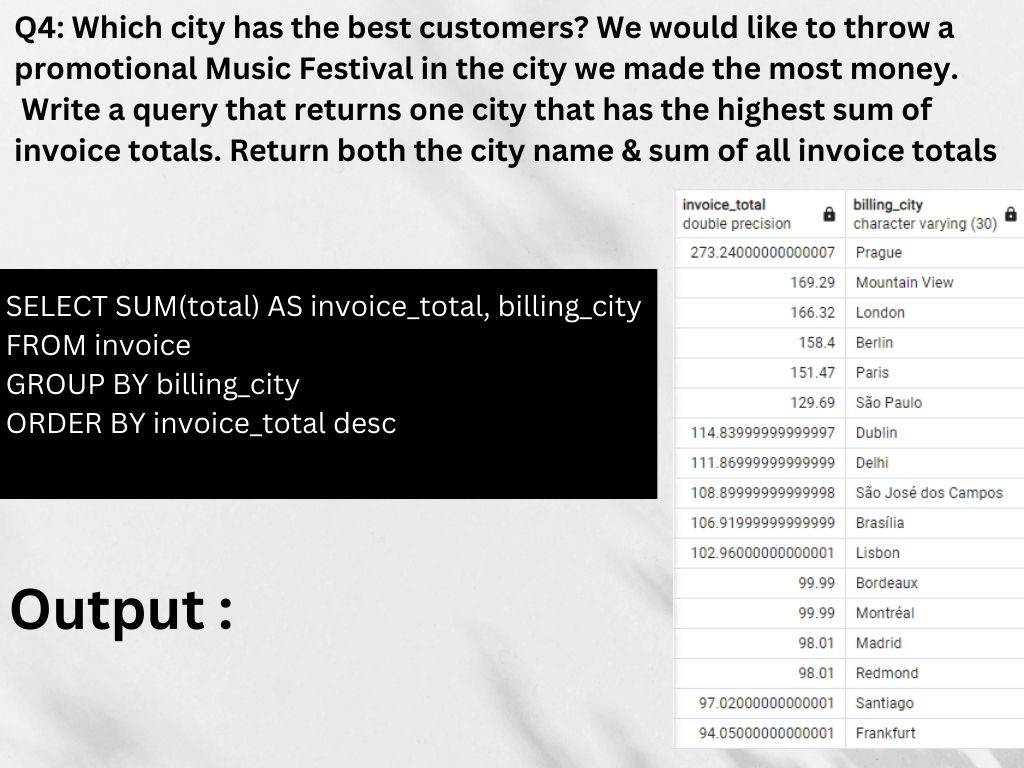 Q4: Which city has the best customers? We would like to throw a
promotional Music Festival in the city we made the most money.
Write a query that returns one city that has the highest sum of
invoice totals. Return both the city name & sum of all invoice totals
SELECT SUM(total) AS invoice_total, billing_city
FROM invoice
GROUP BY billing_city
ORDER BY invoice_total desc
Output :
invoice_total billing_city
double precision character varying (30)
273.24000000000007 Prague
169.29 Mountain View
166.32 London
158.4 Berlin
151.47 Paris
129.69 São Paulo
114.83999999999997 Dublin
111.86999999999999 Delhi
108.89999999999998 São José dos Campos
106.91999999999999 Brasília
102.96000000000001 Lisbon
99.99 Bordeaux
99.99 Montréal
98.01 Madrid
98.01 Redmond
97.02000000000001 Santiago
94.05000000000001 Frankfurt